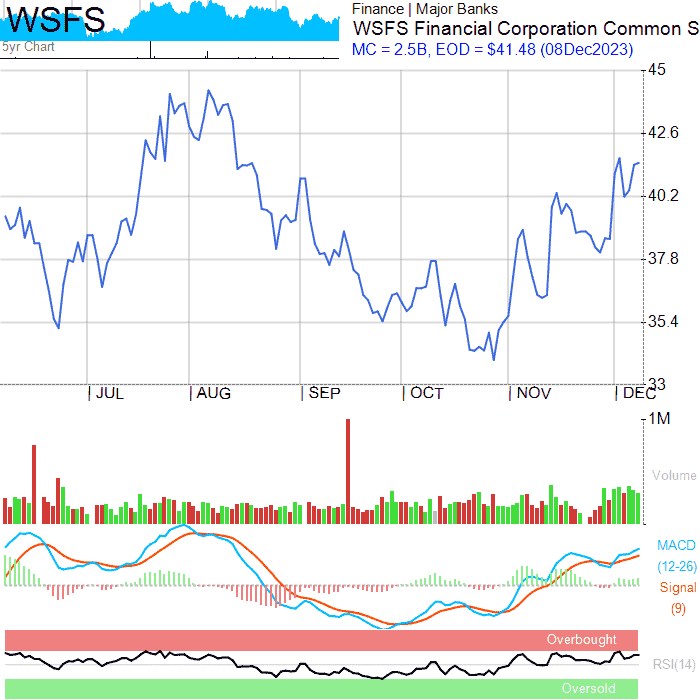 WSFS
5yr Chart
Finance | Major Banks
WSFS Financial Corporation Common S
MC = 2.5B, EOD = $41.48 (08Dec2023)
45
42.6
40.2
37.8
35.4
33
JUL
AUG
SEP
OCT
NOV
DEC
1M
Volume
MACD
(12-26)
Signal
(9)
Overbought
RSI(14)
Oversold